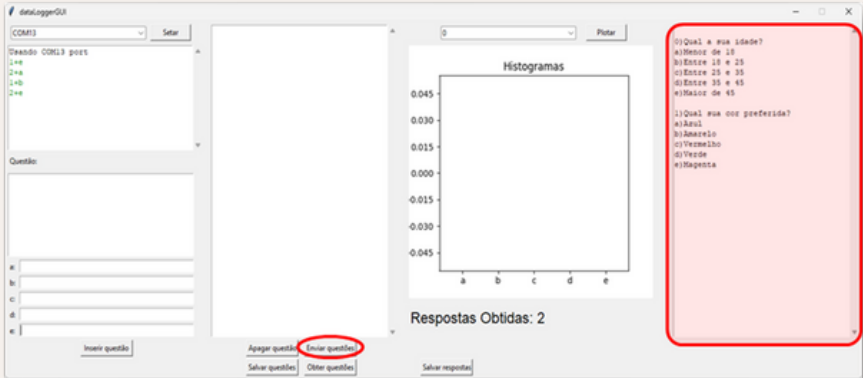 dataLoggerGUI
COM13
Setar
Usando COM13 port
1=e
2=a
1=b
2=e
Questão:
a:
b:
c:
d:
e:
Inserir questão
Apagar questão
Enviar questões
Salvar questões
Obter questões
0
Plotar
Histogramas
0.045
0.030
0.015
0.000
-0.015
-0.030
-0.045
a b c d e
Respostas Obtidas: 2
Salvar respostas
0)Qual a sua idade?
a)Menor de 18
b)Entre 18 e 25
c)Entre 25 e 35
d)Entre 35 e 45
e)Maior de 45
1)Qual sua cor preferida?
a)Azul
b)Amarelo
c)Vermelho
d)Verde
e)Magenta